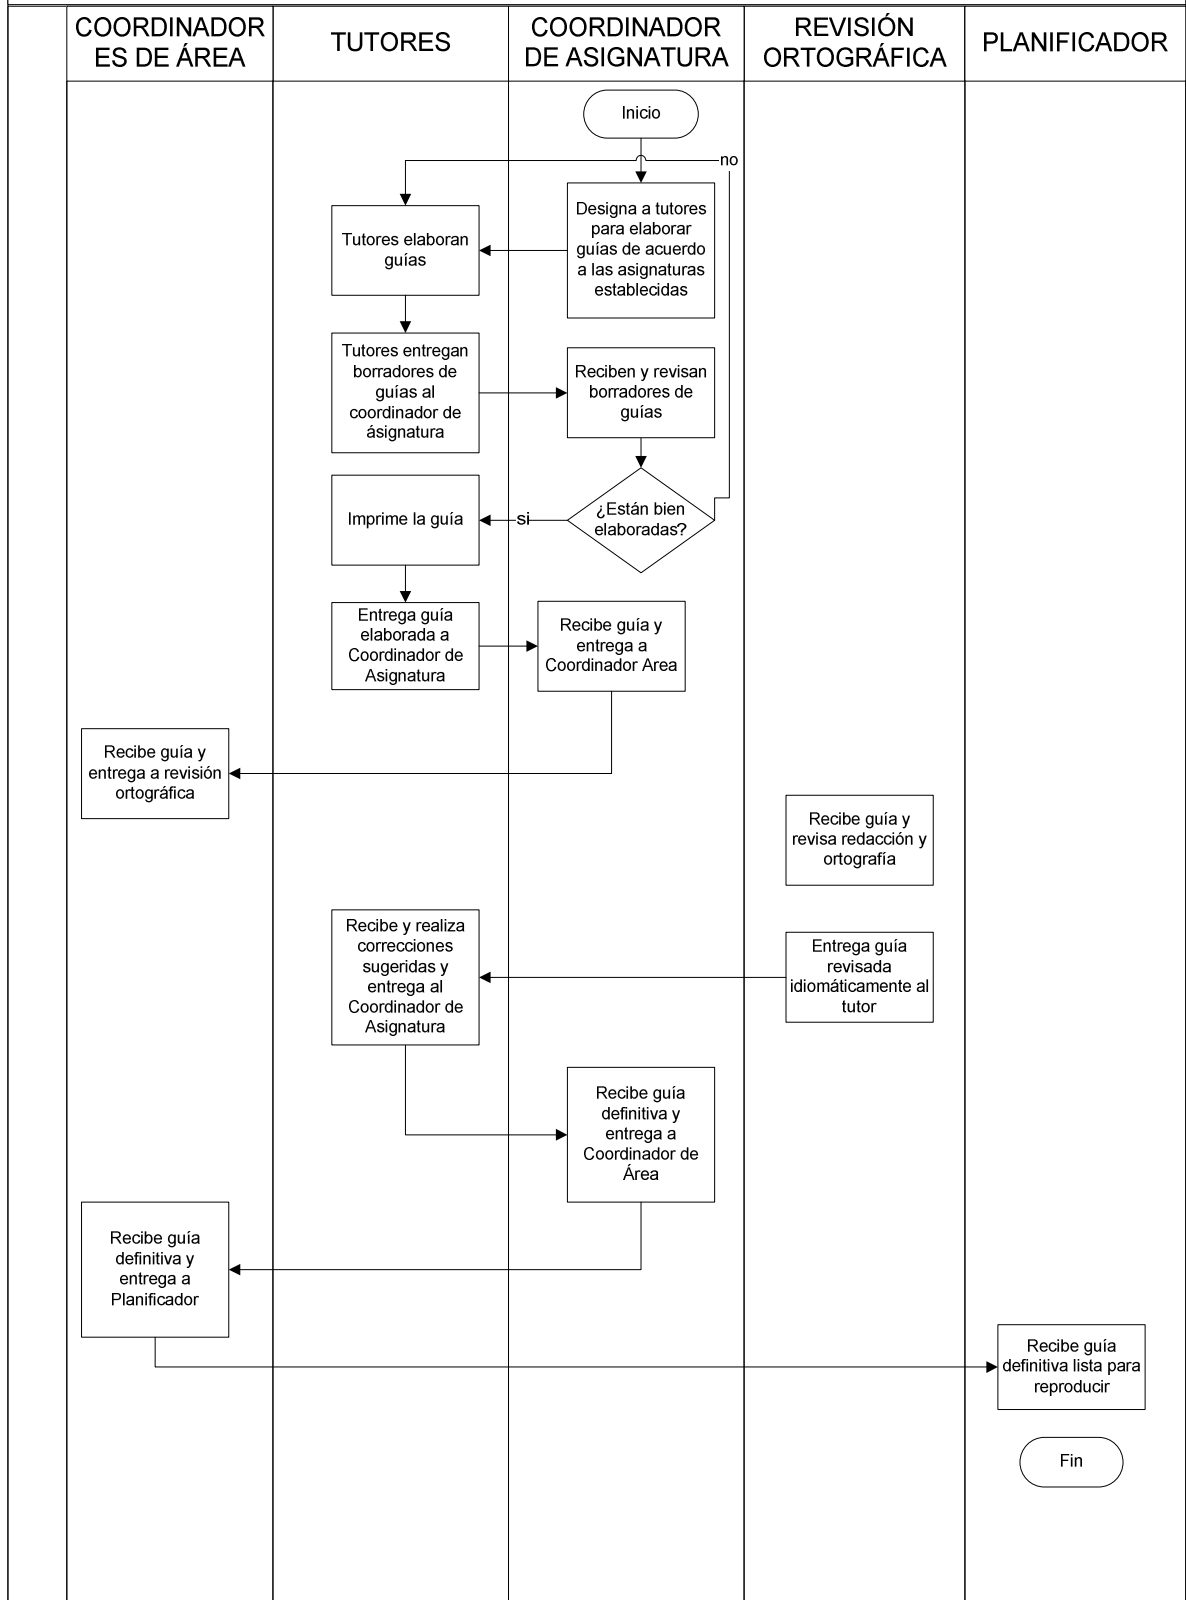 COORDINADOR
ES DE ÁREA
TUTORES
COORDINADOR
DE ASIGNATURA
REVISIÓN
ORTOGRÁFICA
PLANIFICADOR
Inicio
no
Designa a tutores
para elaborar
guías de acuerdo
a las asignaturas
establecidas
Tutores elaboran
guías
Tutores entregan
borradores de
guías al
coordinador de
ásignatura
Reciben y revisan
borradores de
guías
¿Están bien
elaboradas?
si
Imprime la guía
Entrega guía
elaborada a
Coordinador de
Asignatura
Recibe guía y
entrega a
Coordinador Area
Recibe guía y
entrega a revisión
ortográfica
Recibe guía y
revisa redacción y
ortografía
Entrega guía
revisada
idiomáticamente al
tutor
Recibe y realiza
correcciones
sugeridas y
entrega al
Coordinador de
Asignatura
Recibe guía
definitiva y
entrega a
Coordinador de
Área
Recibe guía
definitiva y
entrega a
Planificador
Recibe guía
definitiva lista para
reproducir
Fin